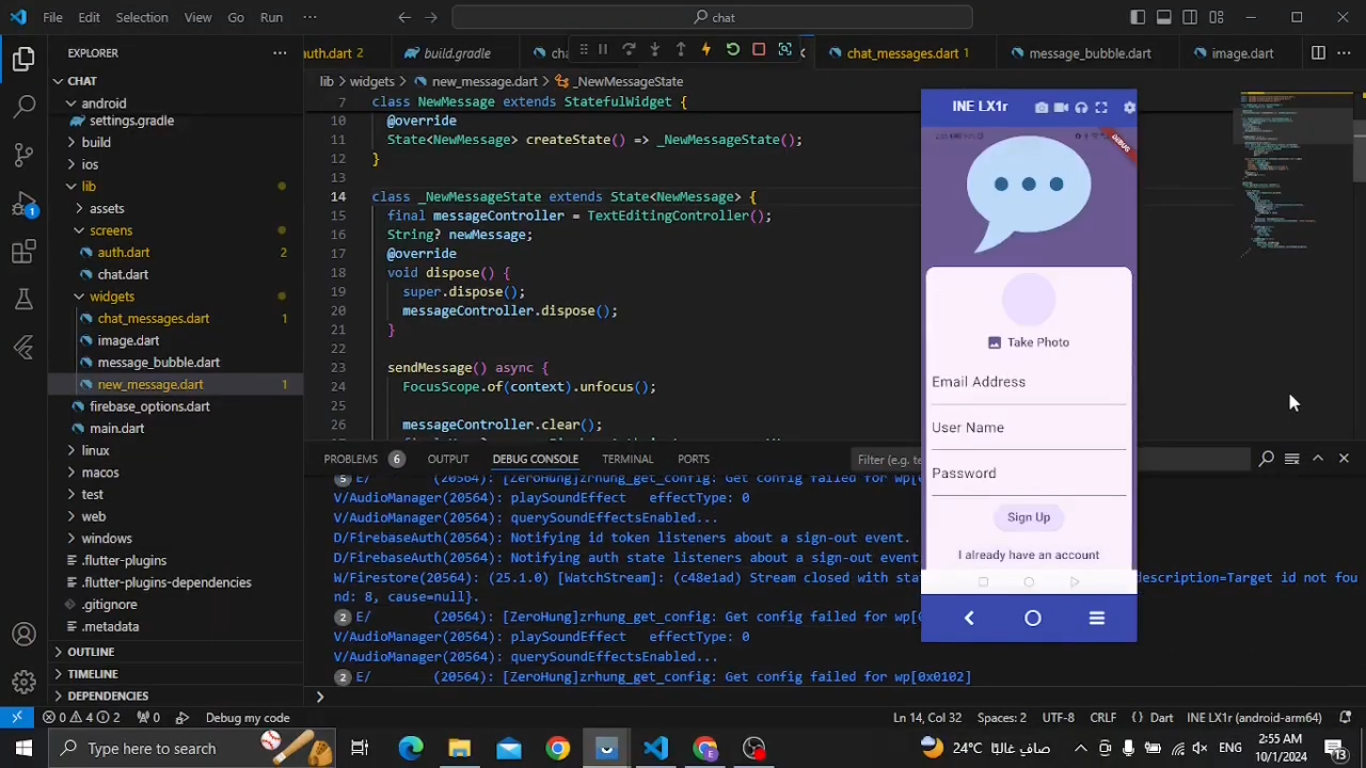 File Edit Selection View Go Run ··· chat
EXPLORER ···
auth.dart 2 build.gradle chat_messages.dart 1 message_bubble.dart image.dart ···
CHAT
android
settings.gradle
build
ios
lib
assets
screens
auth.dart 2
chat.dart
widgets
chat_messages.dart 1
image.dart
message_bubble.dart
new_message.dart 1
firebase_options.dart
main.dart
linux
macos
test
web
windows
.flutter-plugins
.flutter-plugins-dependencies
.gitignore
.metadata
OUTLINE
TIMELINE
DEPENDENCIES
lib > widgets > new_message.dart > _NewMessageState
7 class NewMessage extends StatefulWidget {
10 @override
11 State<NewMessage> createState() => _NewMessageState();
12 }
13
14 class _NewMessageState extends State<NewMessage> {
15 final messageController = TextEditingController();
16 String? newMessage;
17 @override
18 void dispose() {
19 super.dispose();
20 messageController.dispose();
21 }
22
23 sendMessage() async {
24 FocusScope.of(context).unfocus();
25
26 messageController.clear();
PROBLEMS 6 OUTPUT DEBUG CONSOLE TERMINAL PORTS Filter (e.g. te
5 E/ (20564): [ZeroHung]zrhung_get_config: Get config failed for wp[0
V/AudioManager(20564): playSoundEffect effectType: 0
V/AudioManager(20564): querySoundEffectsEnabled...
D/FirebaseAuth(20564): Notifying id token listeners about a sign-out event.
D/FirebaseAuth(20564): Notifying auth state listeners about a sign-out event
W/Firestore(20564): (25.1.0) [WatchStream]: (c48e1ad) Stream closed with stat description=Target id not fou
nd: 8, cause=null}.
2 E/ (20564): [ZeroHung]zrhung_get_config: Get config failed for wp[0
V/AudioManager(20564): playSoundEffect effectType: 0
V/AudioManager(20564): querySoundEffectsEnabled...
2 E/ (20564): [ZeroHung]zrhung_get_config: Get config failed for wp[0x0102]
INE LX1r
DEBUG
Take Photo
Email Address
User Name
Password
Sign Up
I already have an account
0 4 2 0 Debug my code Ln 14, Col 32 Spaces: 2 UTF-8 CRLF {} Dart INE LX1r (android-arm64)
Type here to search 24°C صافٍ غالبًا ENG 2:55 AM
10/1/2024 13